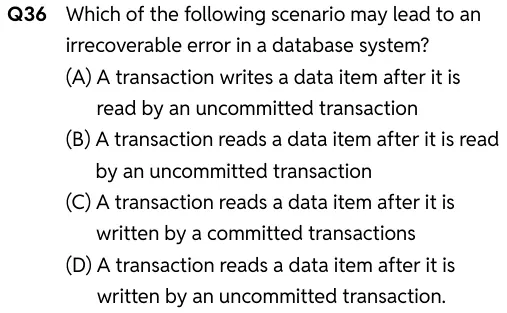 Q36 Which of the following scenario may lead to an
irrecoverable error in a database system?
(A) A transaction writes a data item after it is
read by an uncommitted transaction
(B) A transaction reads a data item after it is read
by an uncommitted transaction
(C) A transaction reads a data item after it is
written by a committed transactions
(D) A transaction reads a data item after it is
written by an uncommitted transaction.